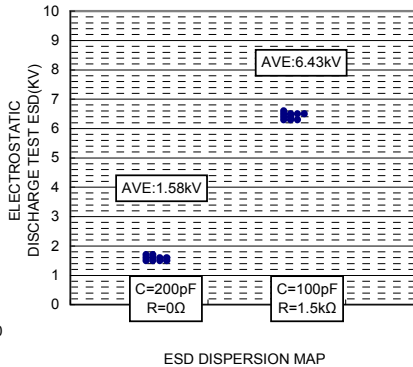 ELECTROSTATIC
DISCHARGE TEST ESD(KV)
10
9
8
7
6
5
4
3
2
1
0
AVE:6.43kV
AVE:1.58kV
C=200pF
R=0Ω
C=100pF
R=1.5kΩ
0
ESD DISPERSION MAP